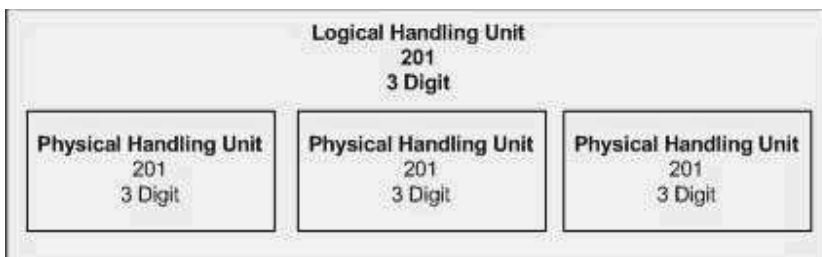 Logical Handling Unit
201
3 Digit
Physical Handling Unit
201
3 Digit
Physical Handling Unit
201
3 Digit
Physical Handling Unit
201
3 Digit